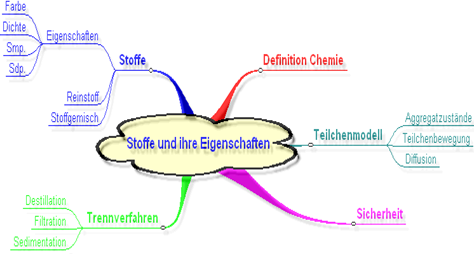 Farbe
Dichte
Smp.
Sdp.
Eigenschaften
Stoffe
Reinstoff
Stoffgemisch
Definition Chemie
Stoffe und ihre Eigenschaften
Teilchenmodell
Aggregatzustände
Teilchenbewegung
Diffusion
Destillation
Filtration
Sedimentation
Trennverfahren
Sicherheit